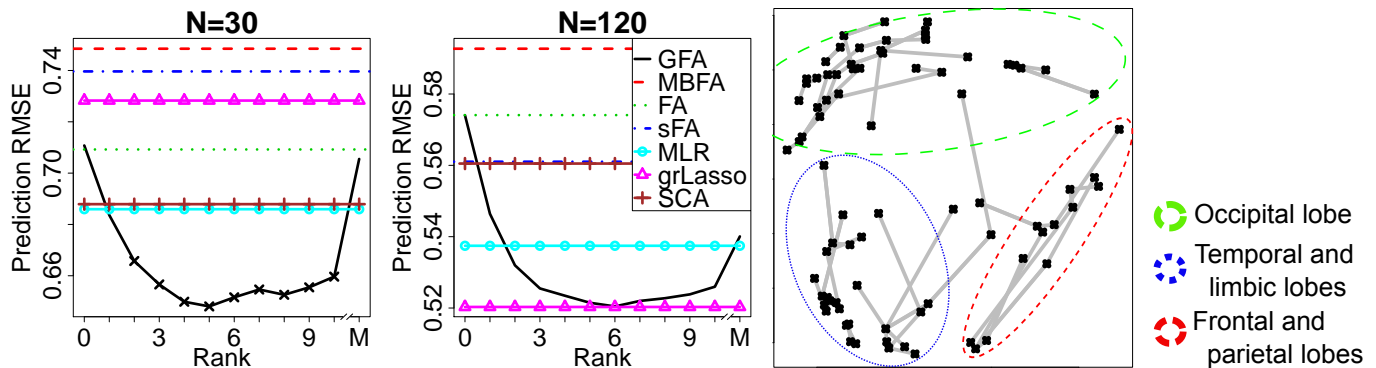 N=30
Prediction RMSE
0.74
0.70
0.66
0 3 6 9 M
Rank
N=120
Prediction RMSE
0.58
0.56
0.54
0.52
0 3 6 9 M
Rank
GFA
MBFA
FA
sFA
MLR
grLasso
SCA
Occipital lobe
Temporal and
limbic lobes
Frontal and
parietal lobes